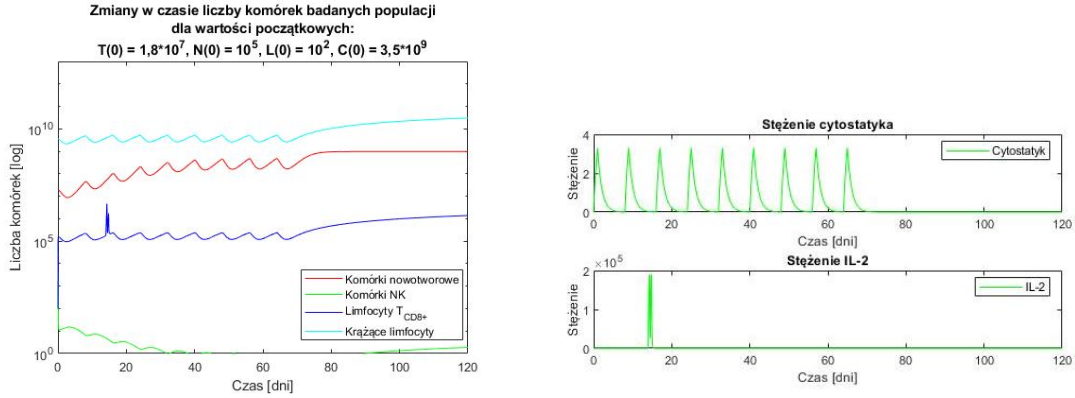 Zmiany w czasie liczby komórek badanych populacji
dla wartości początkowych:
T(0) = 1,8*10^7, N(0) = 10^5, L(0) = 10^2, C(0) = 3,5*10^9
10^10
10^5
10^0
Liczba komórek [log]
Komórki nowotworowe
Komórki NK
Limfocyty T_CD8+
Krążące limfocyty
0 20 40 60 80 100 120
Czas [dni]
Stężenie cytostatyka
4
2
0
Stężenie
Cytostatyk
0 20 40 60 80 100 120
Czas [dni]
Stężenie IL-2
×10^5
2
1
0
Stężenie
IL-2
0 20 40 60 80 100 120
Czas [dni]